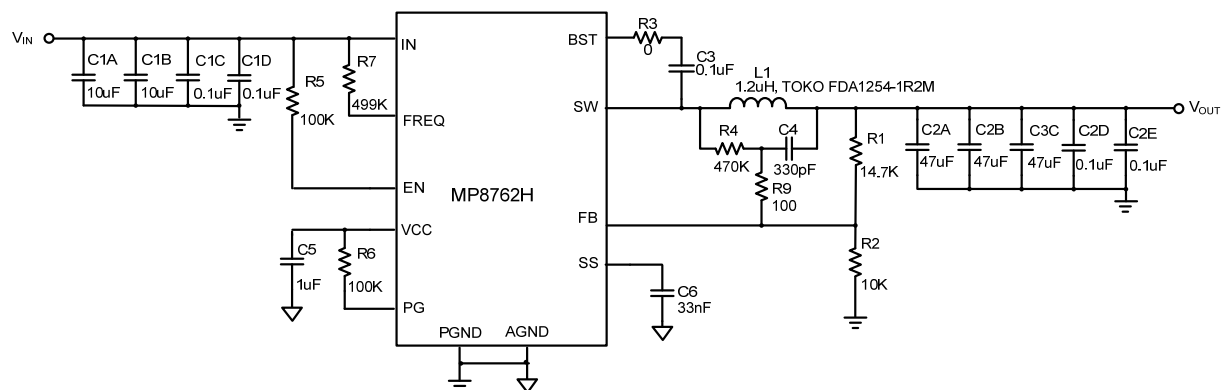 VIN
C1A
C1B
C1C
C1D
10uF
10uF
0.1uF
0.1uF
R5
100K
R7
499K
IN
FREQ
EN
VCC
PG
MP8762H
BST
SW
FB
SS
PGND
AGND
C5
1uF
R6
100K
R3
0
C3
0.1uF
L1
1.2uH, TOKO FDA1254-1R2M
R4
470K
C4
330pF
R9
100
R1
14.7K
R2
10K
C6
33nF
C2A
C2B
C3C
C2D
C2E
47uF
47uF
47uF
0.1uF
0.1uF
VOUT